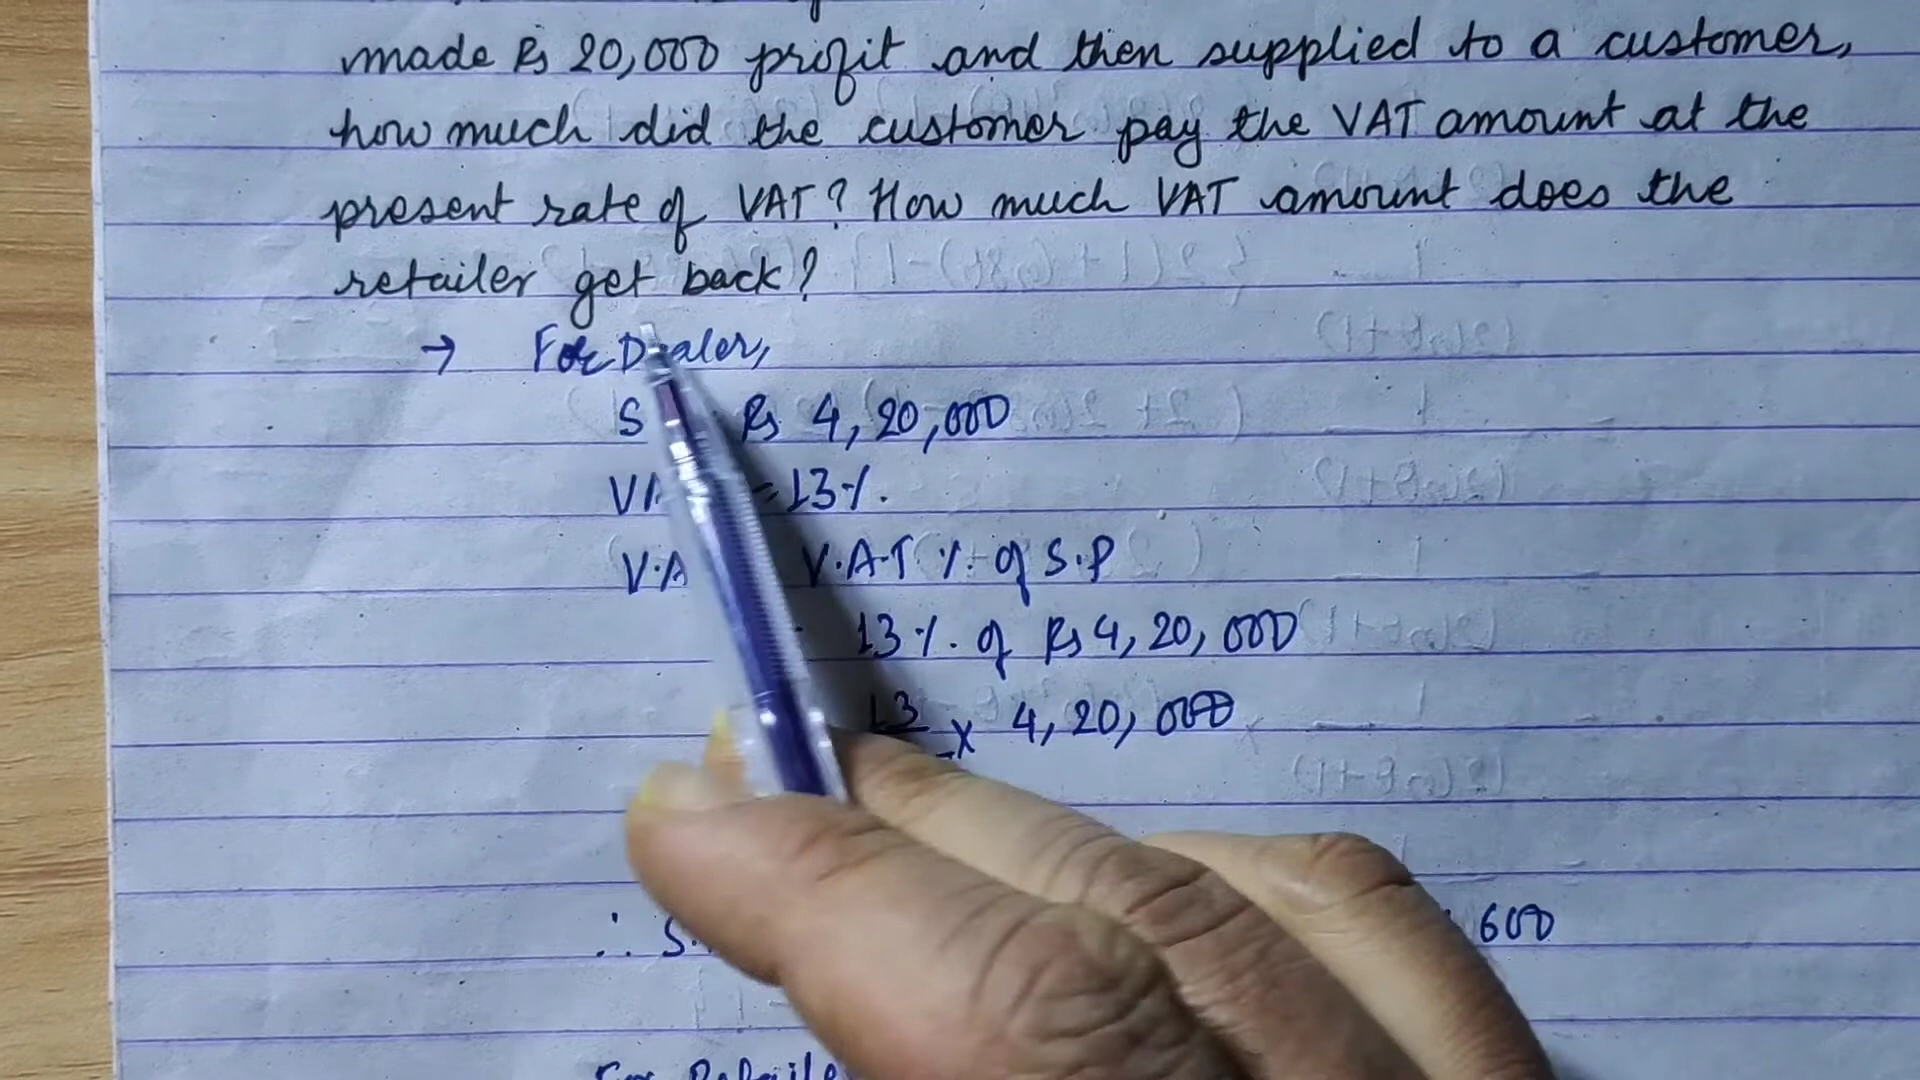 made Rs 20,000 profit and then supplied to a customer,
how much did the customer pay the VAT amount at the
present rate of VAT? How much VAT amount does the
retailer get back?
→ For Dealer,
S Rs 4,20,000
= 13%.
V.A.T % of S.P
13%. of Rs 4,20,000
13 x 4,20,000
∴ S. 600